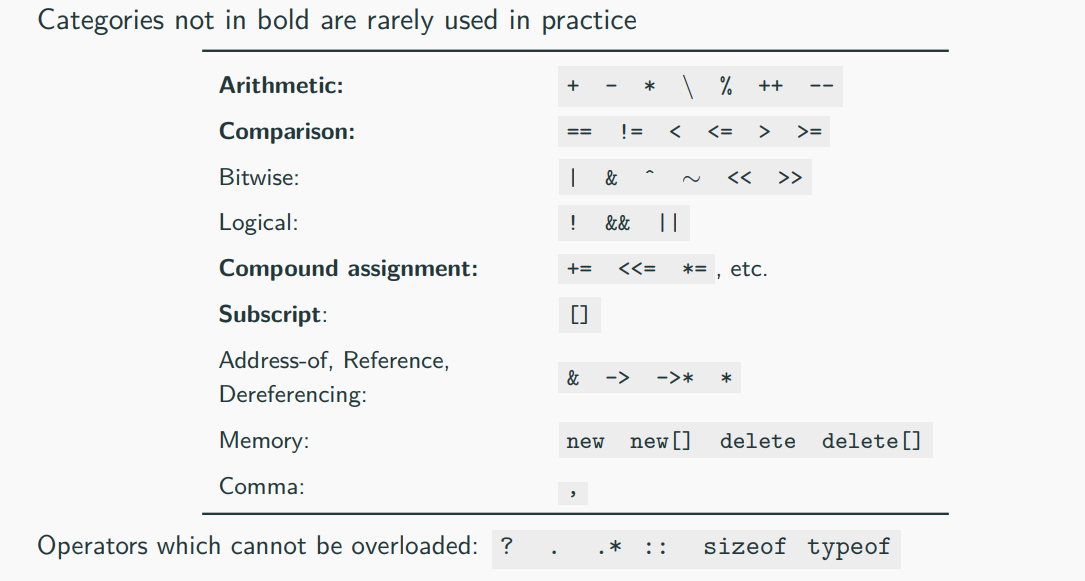 Categories not in bold are rarely used in practice
Arithmetic: + - * \ % ++ --
Comparison: == != < <= > >=
Bitwise: | & ^ ~ << >>
Logical: ! && ||
Compound assignment: += <<= *= , etc.
Subscript: []
Address-of, Reference,
Dereferencing: & -> ->* *
Memory: new new[] delete delete[]
Comma: ,
Operators which cannot be overloaded: ? . .* :: sizeof typeof